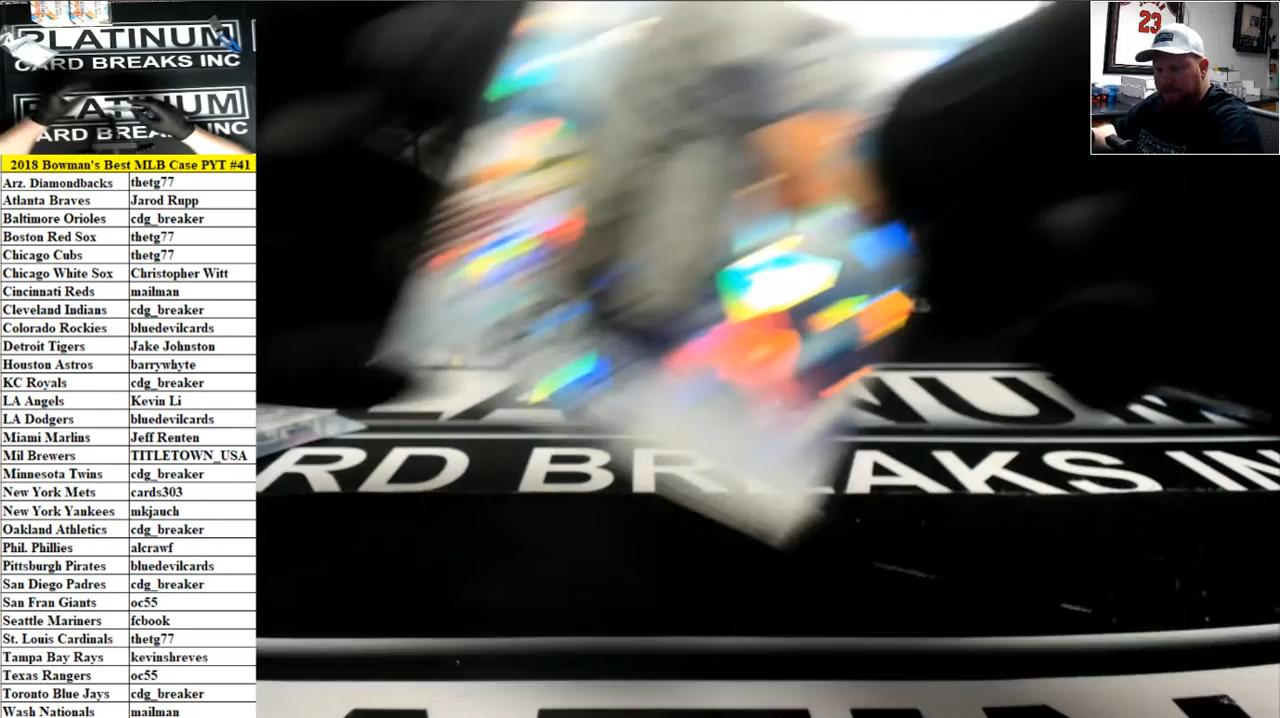 PLATINUM
CARD BREAKS INC
PLATINUM
CARD BREAKS INC
23
2018 Bowman's Best MLB Case PYT #41
Arz. Diamondbacks thetg77
Atlanta Braves Jarod Rupp
Baltimore Orioles cdg_breaker
Boston Red Sox thetg77
Chicago Cubs thetg77
Chicago White Sox Christopher Witt
Cincinnati Reds mailman
Cleveland Indians cdg_breaker
Colorado Rockies bluedevilcards
Detroit Tigers Jake Johnston
Houston Astros barrywhyte
KC Royals cdg_breaker
LA Angels Kevin Li
LA Dodgers bluedevilcards
Miami Marlins Jeff Renten
Mil Brewers TITLETOWN_USA
Minnesota Twins cdg_breaker
New York Mets cards303
New York Yankees mkjauch
Oakland Athletics cdg_breaker
Phil. Phillies alcrawf
Pittsburgh Pirates bluedevilcards
San Diego Padres cdg_breaker
San Fran Giants oc55
Seattle Mariners fcbook
St. Louis Cardinals thetg77
Tampa Bay Rays kevinshreves
Texas Rangers oc55
Toronto Blue Jays cdg_breaker
Wash Nationals mailman
ARD BREAKS IN